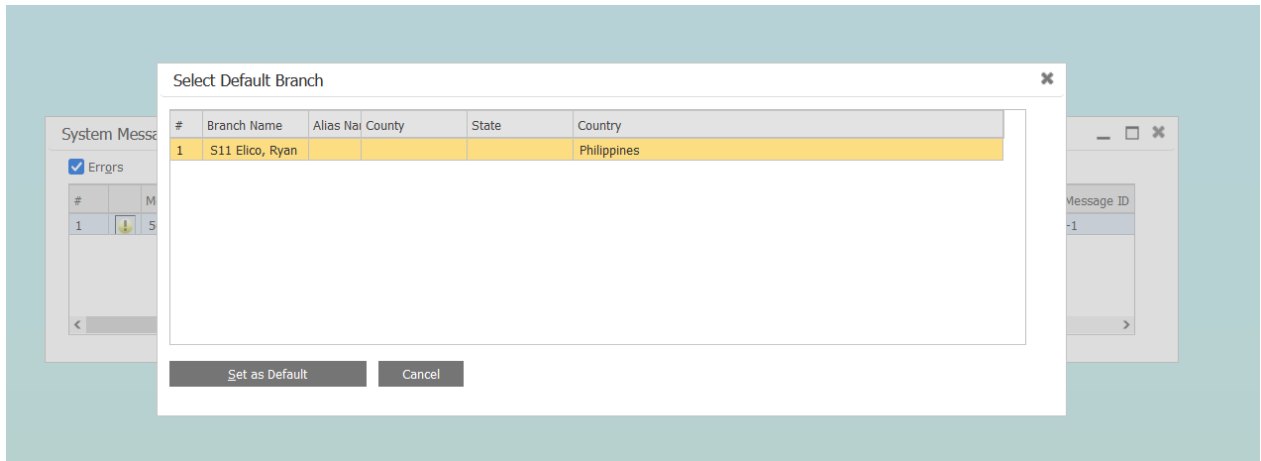 Select Default Branch
System Messa
Errors
# Branch Name Alias Nar County State Country
1 S11 Elico, Ryan Philippines
# M Message ID
1 5 -1
Set as Default Cancel